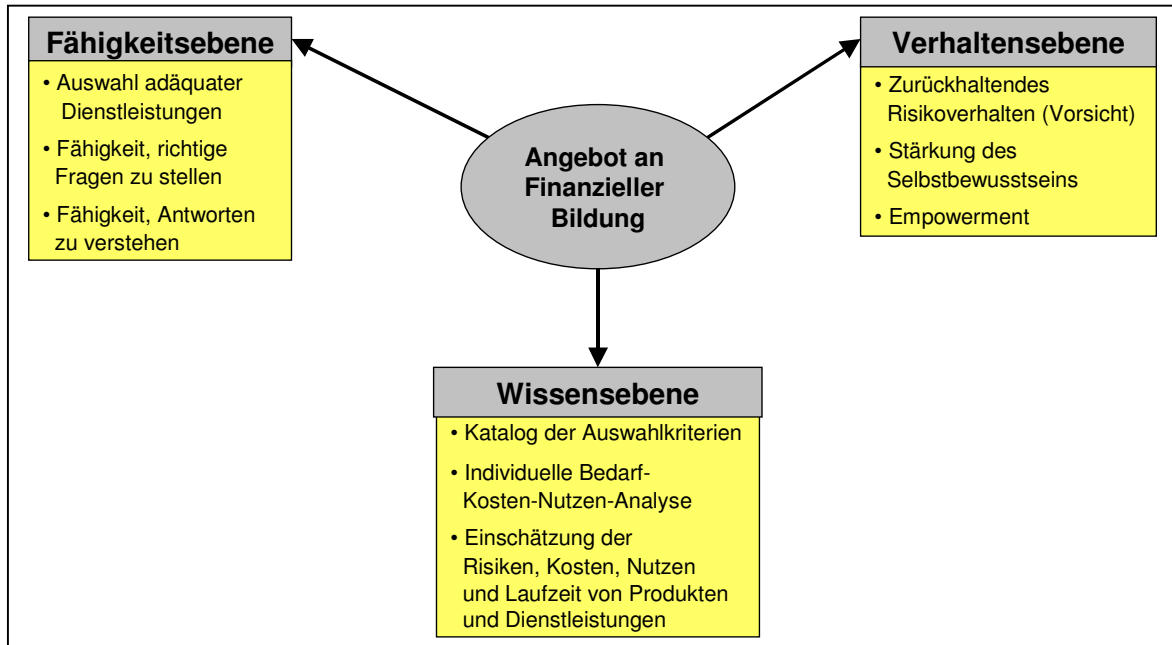 Fähigkeitsebene
• Auswahl adäquater
Dienstleistungen
• Fähigkeit, richtige
Fragen zu stellen
• Fähigkeit, Antworten
zu verstehen
Angebot an
Finanzieller
Bildung
Verhaltensebene
• Zurückhaltendes
Risikoverhalten (Vorsicht)
• Stärkung des
Selbstbewusstseins
• Empowerment
Wissensebene
• Katalog der Auswahlkriterien
• Individuelle Bedarf-
Kosten-Nutzen-Analyse
• Einschätzung der
Risiken, Kosten, Nutzen
und Laufzeit von Produkten
und Dienstleistungen